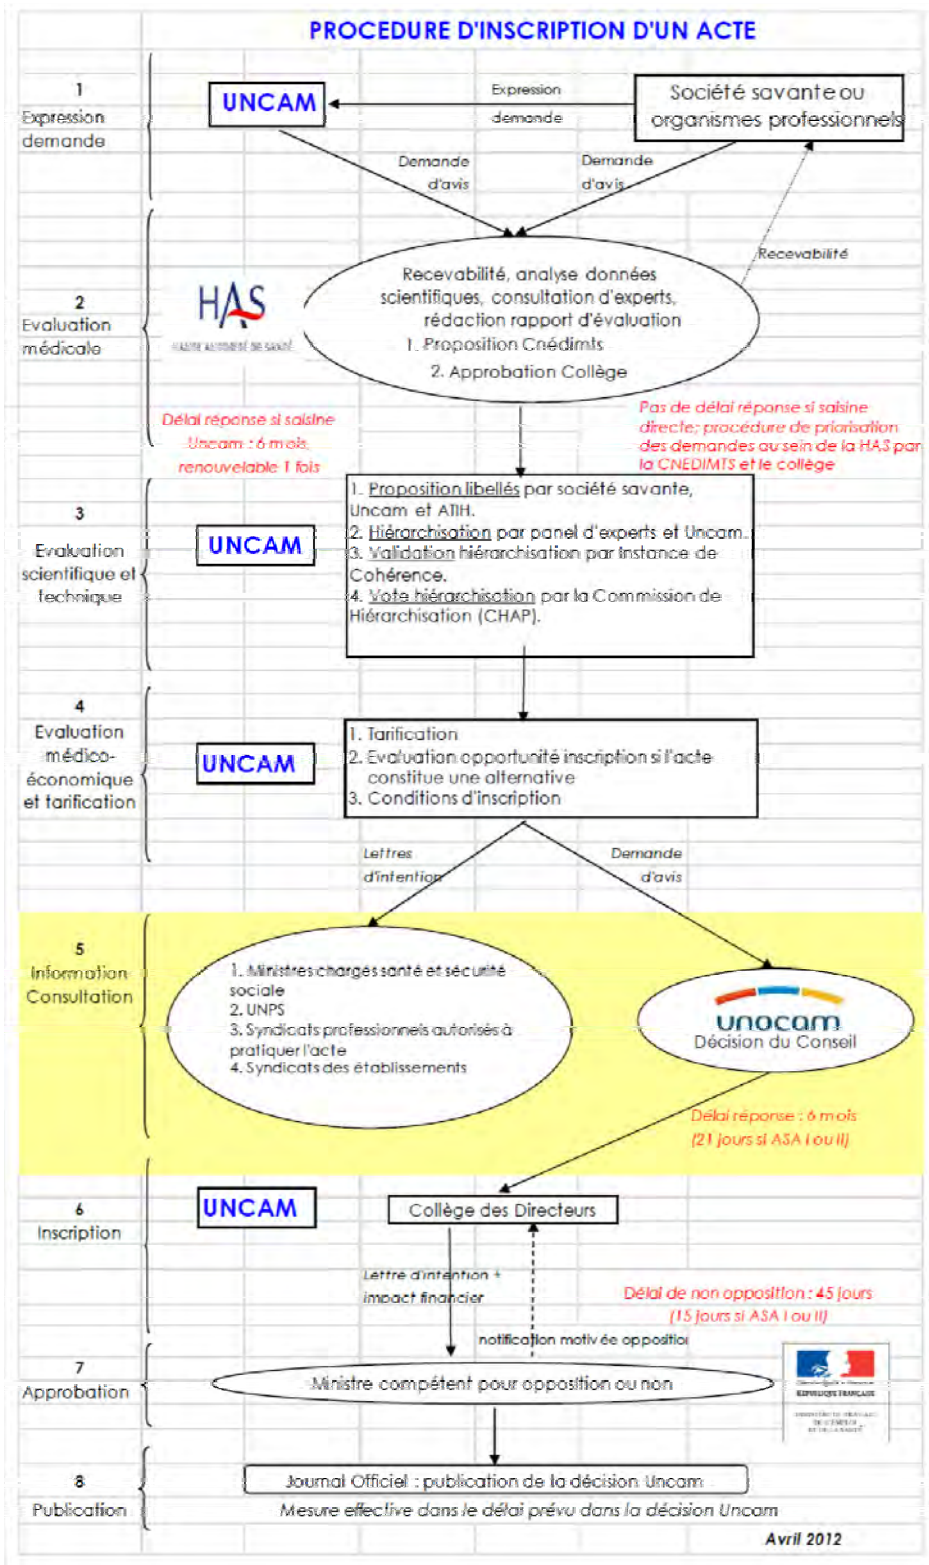 PROCEDURE D'INSCRIPTION D'UN ACTE
1
Expression
demande
UNCAM
Expression
demande
Société savante ou
organismes professionnels
Demande
d'avis
Demande
d'avis
Recevabilité
2
Evaluation
médicale
HAS
HAUTE AUTORITÉ DE SANTÉ
Recevabilité, analyse données
scientifiques, consultation d'experts,
rédaction rapport d'évaluation
1. Proposition Cnédimts
2. Approbation Collège
Délai réponse si saisine
Uncam : 6 mois,
renouvelable 1 fois
Pas de délai réponse si saisine
directe; procédure de priorisation
des demandes au sein de la HAS par
la CNEDIMTS et le collège
3
Evaluation
scientifique et
technique
UNCAM
1. Proposition libellés par société savante,
Uncam et ATIH.
2. Hiérarchisation par panel d'experts et Uncam.
3. Validation hiérarchisation par Instance de
Cohérence.
4. Vote hiérarchisation par la Commission de
Hiérarchisation (CHAP).
4
Evaluation
médico-
économique
et tarification
UNCAM
1. Tarification
2. Evaluation opportunité inscription si l'acte
constitue une alternative
3. Conditions d'inscription
Lettres
d'intention
Demande
d'avis
5
Information
Consultation
1. Ministres chargés santé et sécurité
sociale
2. UNPS
3. Syndicats professionnels autorisés à
pratiquer l'acte
4. Syndicats des établissements
unocam
Décision du Conseil
Délai réponse : 6 mois
(21 jours si ASA I ou II)
6
Inscription
UNCAM
Collège des Directeurs
Lettre d'intention +
impact financier
Délai de non opposition : 45 jours
(15 jours si ASA I ou II)
notification motivée opposition
7
Approbation
Ministre compétent pour opposition ou non
RÉPUBLIQUE FRANÇAISE
8
Publication
Journal Officiel : publication de la décision Uncam
Mesure effective dans le délai prévu dans la décision Uncam
Avril 2012